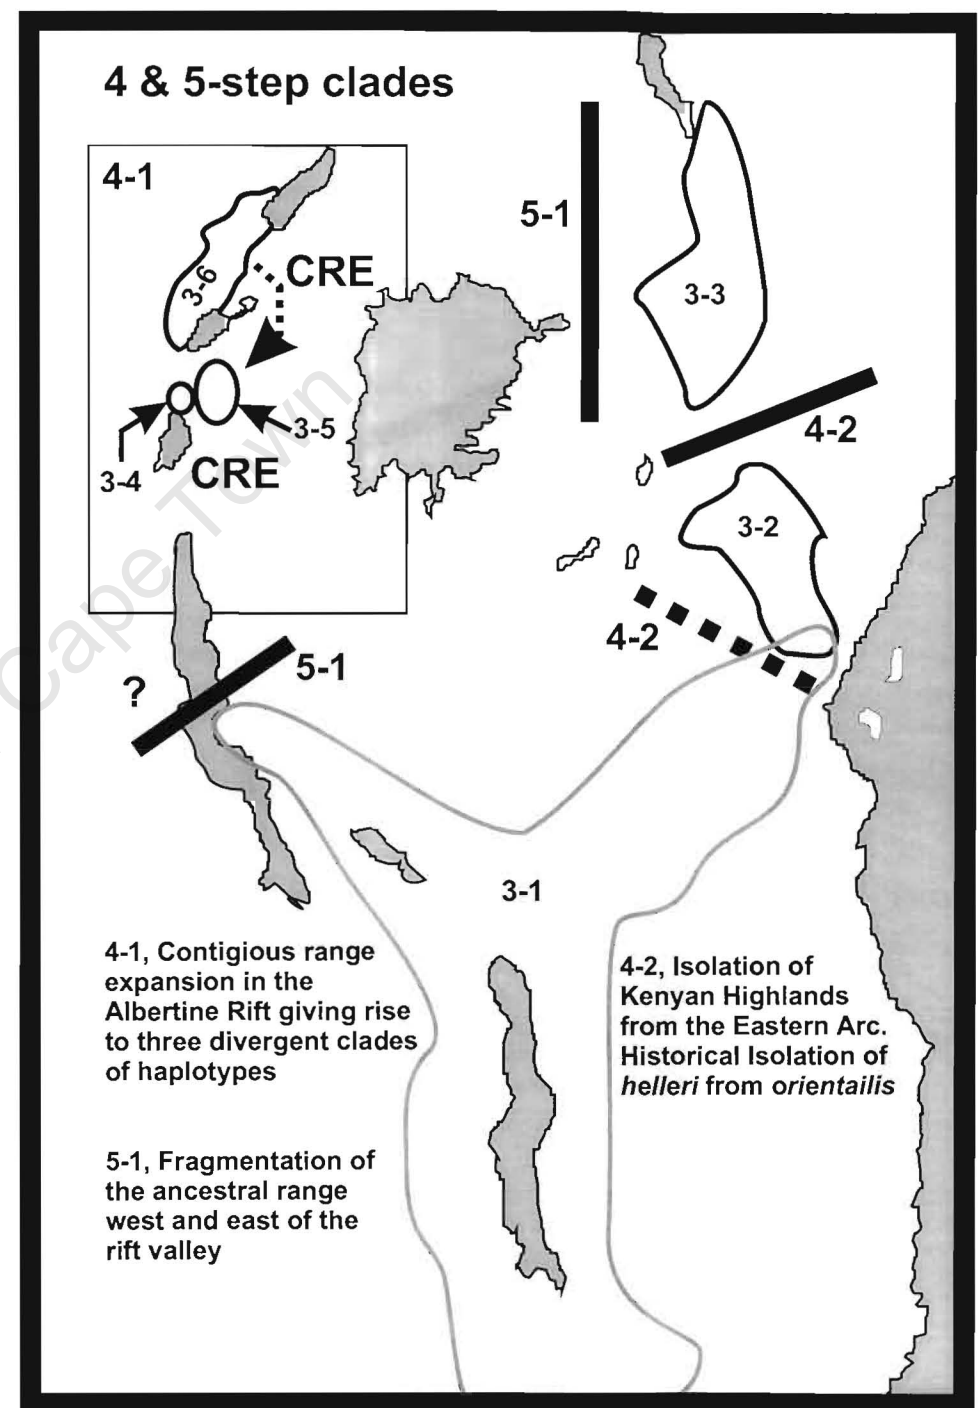 4 & 5-step clades
4-1
5-1
CRE
3-6
3-3
3-5
4-2
3-4
CRE
3-2
Cape Town
4-2
?
5-1
3-1
4-1, Contigious range
expansion in the
Albertine Rift giving rise
to three divergent clades
of haplotypes
4-2, Isolation of
Kenyan Highlands
from the Eastern Arc.
Historical Isolation of
helleri from orientailis
5-1, Fragmentation of
the ancestral range
west and east of the
rift valley